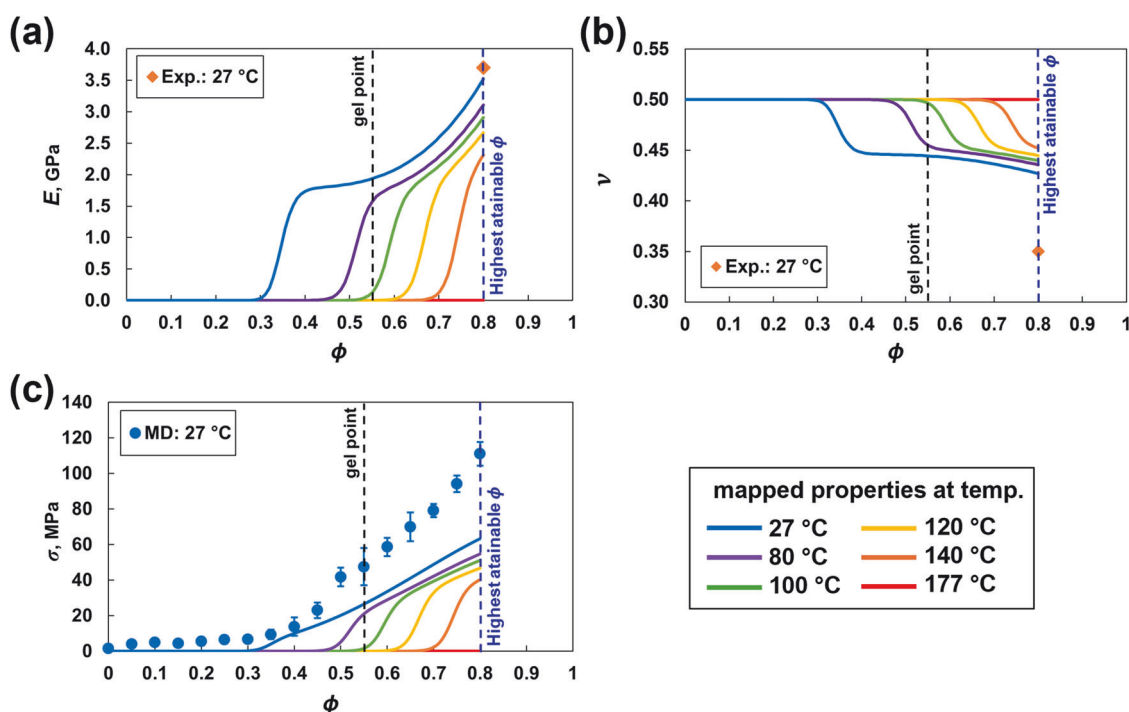 (a)
4.0
3.5
3.0
2.5
2.0
1.5
1.0
0.5
0.0
E, GPa
Exp.: 27 °C
gel point
Highest atainable ϕ
0 0.1 0.2 0.3 0.4 0.5 0.6 0.7 0.8 0.9 1
ϕ
(b)
0.55
0.50
0.45
0.40
0.35
0.30
ν
Exp.: 27 °C
gel point
Highest atainable ϕ
0 0.1 0.2 0.3 0.4 0.5 0.6 0.7 0.8 0.9 1
ϕ
(c)
140
120
100
80
60
40
20
0
σ, MPa
MD: 27 °C
gel point
Highest atainable ϕ
0 0.1 0.2 0.3 0.4 0.5 0.6 0.7 0.8 0.9 1
ϕ
mapped properties at temp.
27 °C 120 °C
80 °C 140 °C
100 °C 177 °C